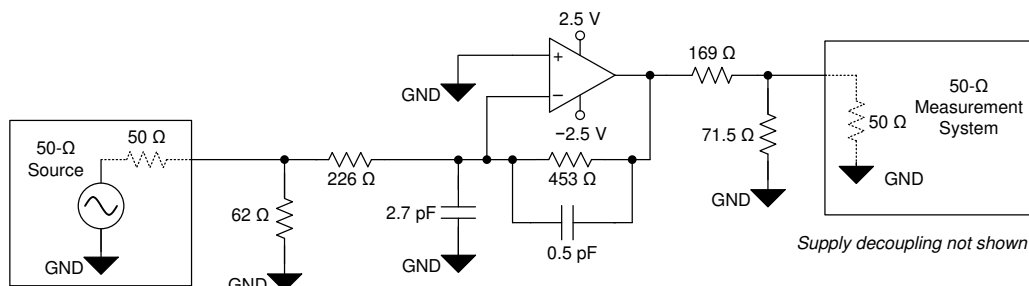 2.5 V
169 Ω
50-Ω
Measurement
System
50 Ω
GND
+
−
GND
−2.5 V
71.5 Ω
50-Ω
Source
50 Ω
GND
226 Ω
453 Ω
GND
62 Ω
2.7 pF
0.5 pF
Supply decoupling not shown
GND
GND
GND